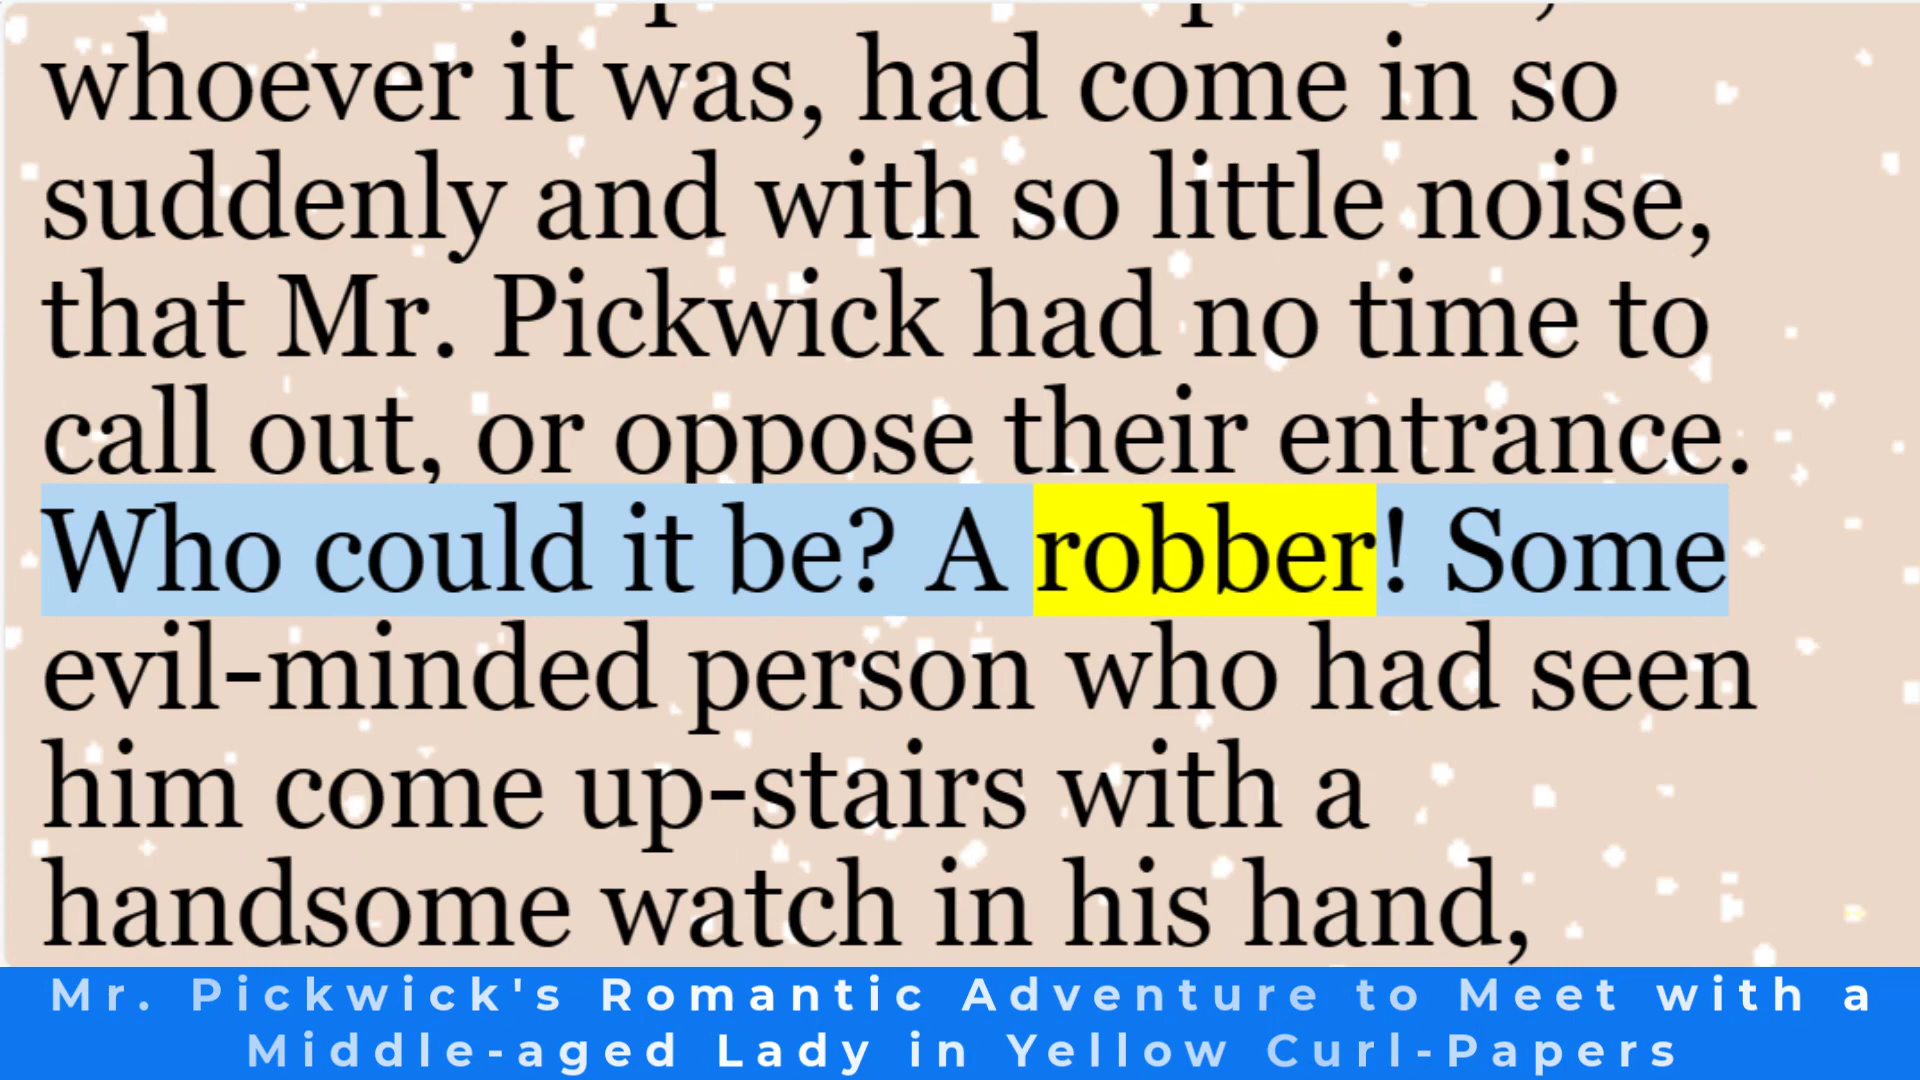 whoever it was, had come in so
suddenly and with so little noise,
that Mr. Pickwick had no time to
call out, or oppose their entrance.
Who could it be? A robber! Some
evil-minded person who had seen
him come up-stairs with a
handsome watch in his hand,
Mr. Pickwick's Romantic Adventure to Meet with a
Middle-aged Lady in Yellow Curl-Papers